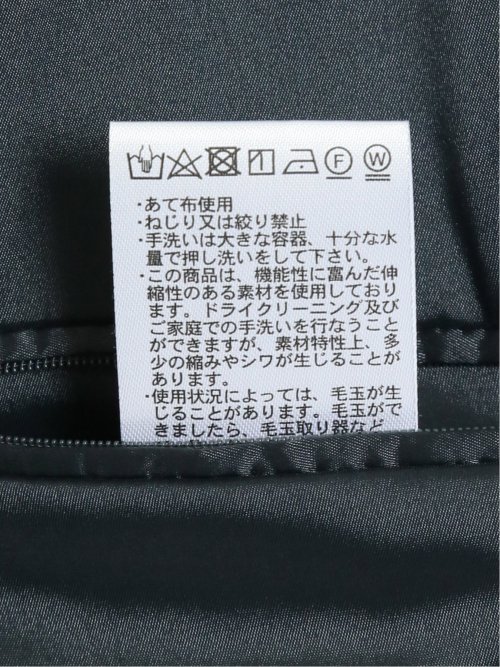 F W
・あて布使用
・ねじり又は絞り禁止
・手洗いは大きな容器、十分な水
量で押し洗いをして下さい。
・この商品は、機能性に富んだ伸
縮性のある素材を使用しており
ます。ドライクリーニング及び
ご家庭での手洗いを行なうこと
ができますが、素材特性上、多
少の縮みやシワが生じることが
あります。
・使用状況によっては、毛玉が生
じることがあります。毛玉がで
きましたら、毛玉取り器など